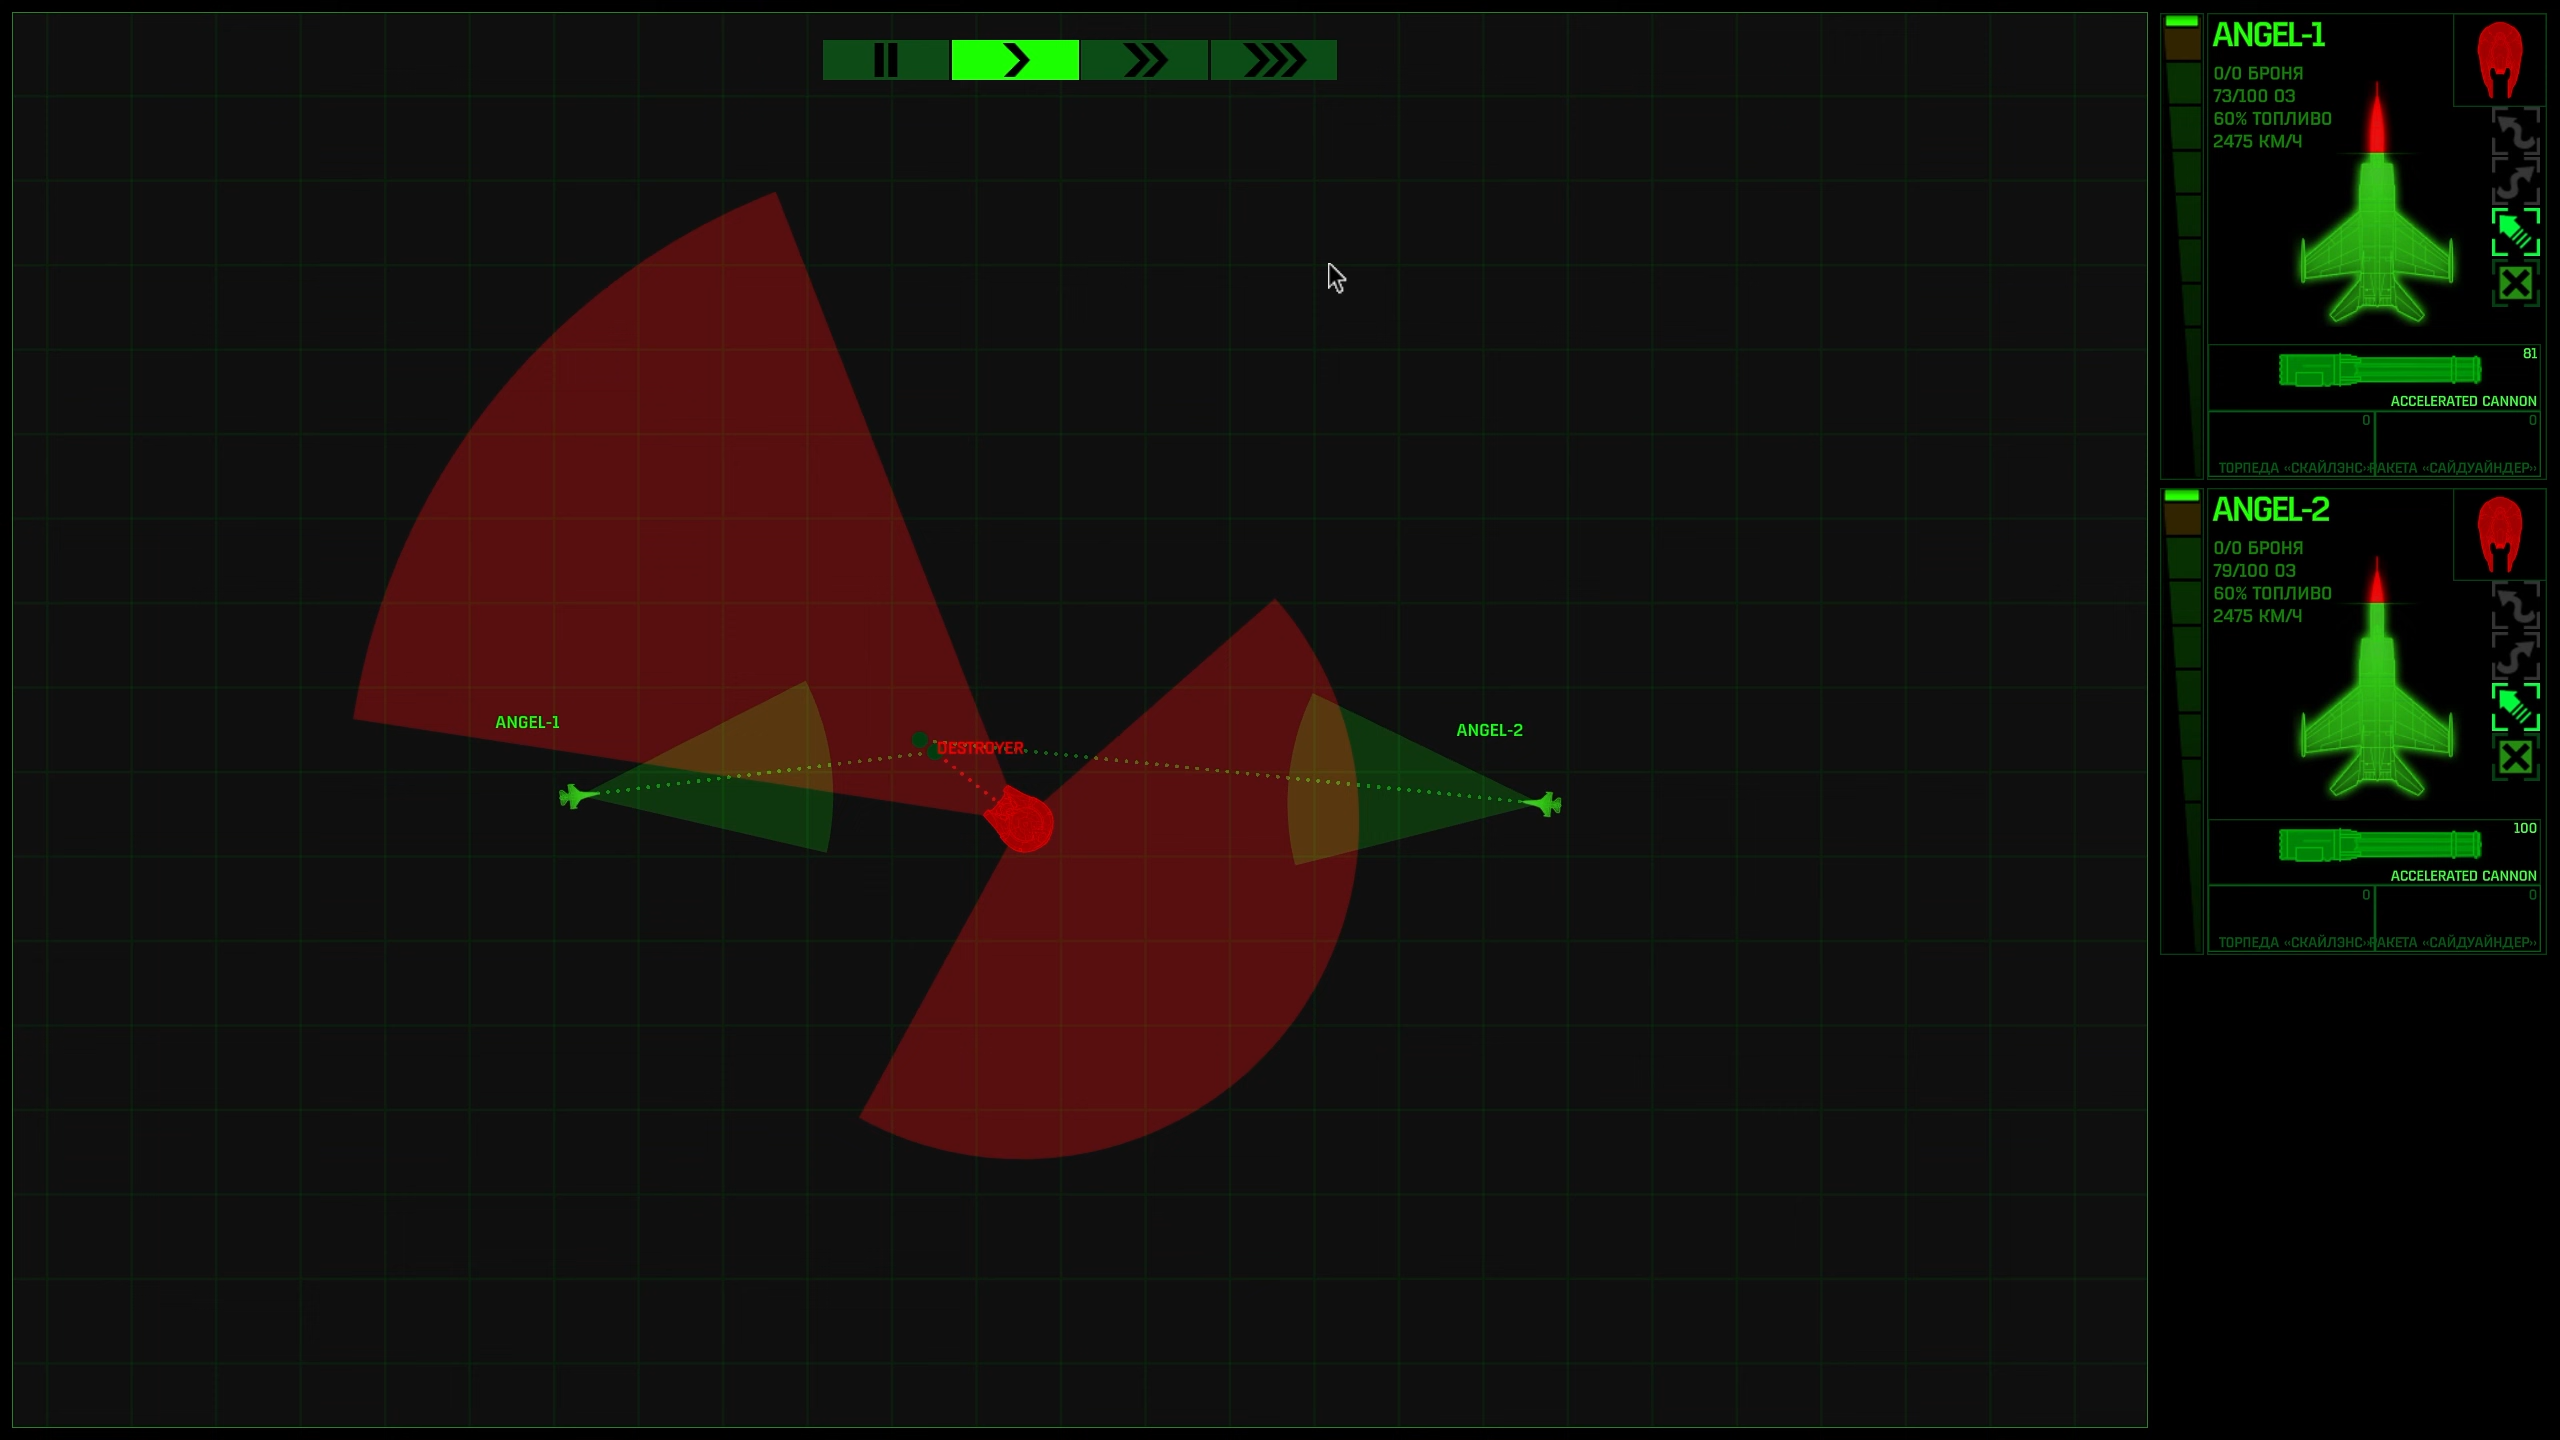 ANGEL-1
0/0 БРОНЯ
73/100 ОЗ
60% ТОПЛИВО
2475 КМ/Ч
81
ACCELERATED CANNON
0
0
ТОРПЕДА «СКАЙЛЭНС»
РАКЕТА «САЙДУАЙНДЕР»
ANGEL-2
0/0 БРОНЯ
79/100 ОЗ
60% ТОПЛИВО
2475 КМ/Ч
100
ACCELERATED CANNON
0
0
ТОРПЕДА «СКАЙЛЭНС»
РАКЕТА «САЙДУАЙНДЕР»
ANGEL-1
ANGEL-2
DESTROYER